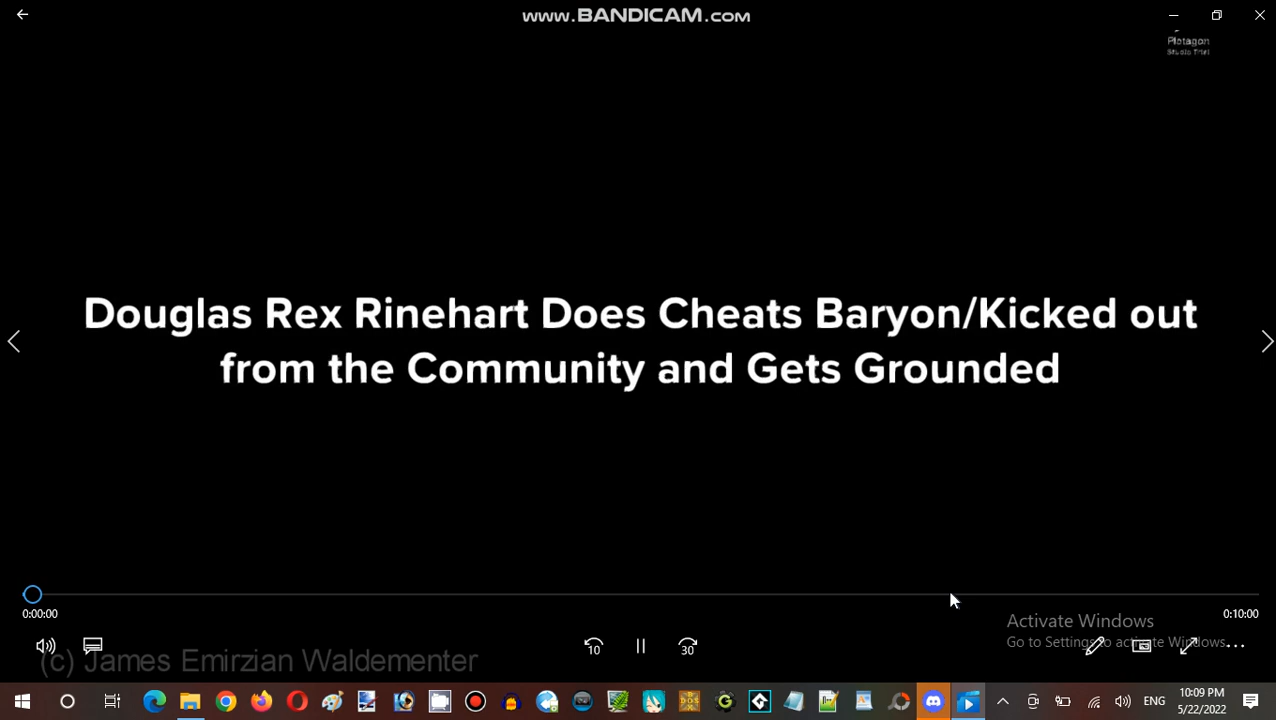 www.BANDICAM.com
Plotagon
Studio Trial
Douglas Rex Rinehart Does Cheats Baryon/Kicked out
from the Community and Gets Grounded
0:00:00
0:10:00
Activate Windows
Go to Settings to activate Windows.
10
30
(c) James Emirzian Waldementer
ENG
10:09 PM
5/22/2022